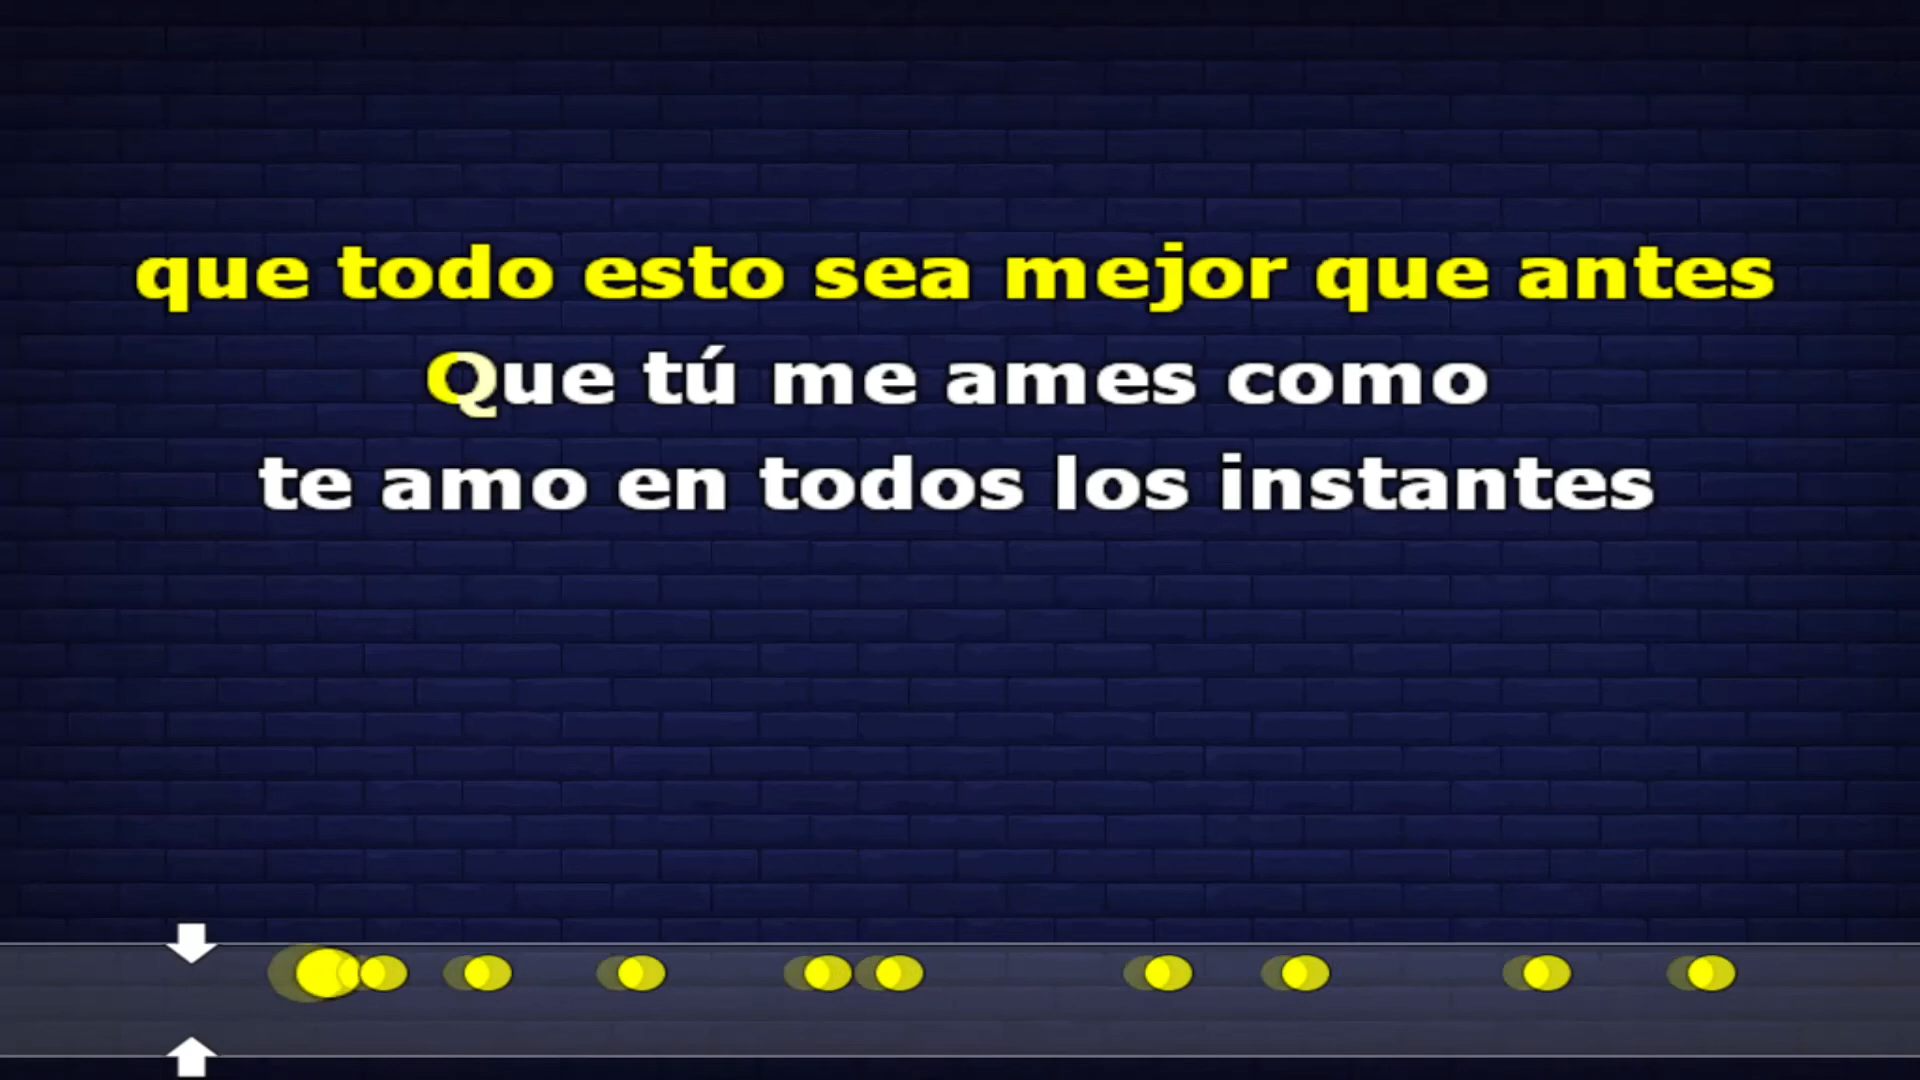 que todo esto sea mejor que antes
Que tú me ames como
te amo en todos los instantes